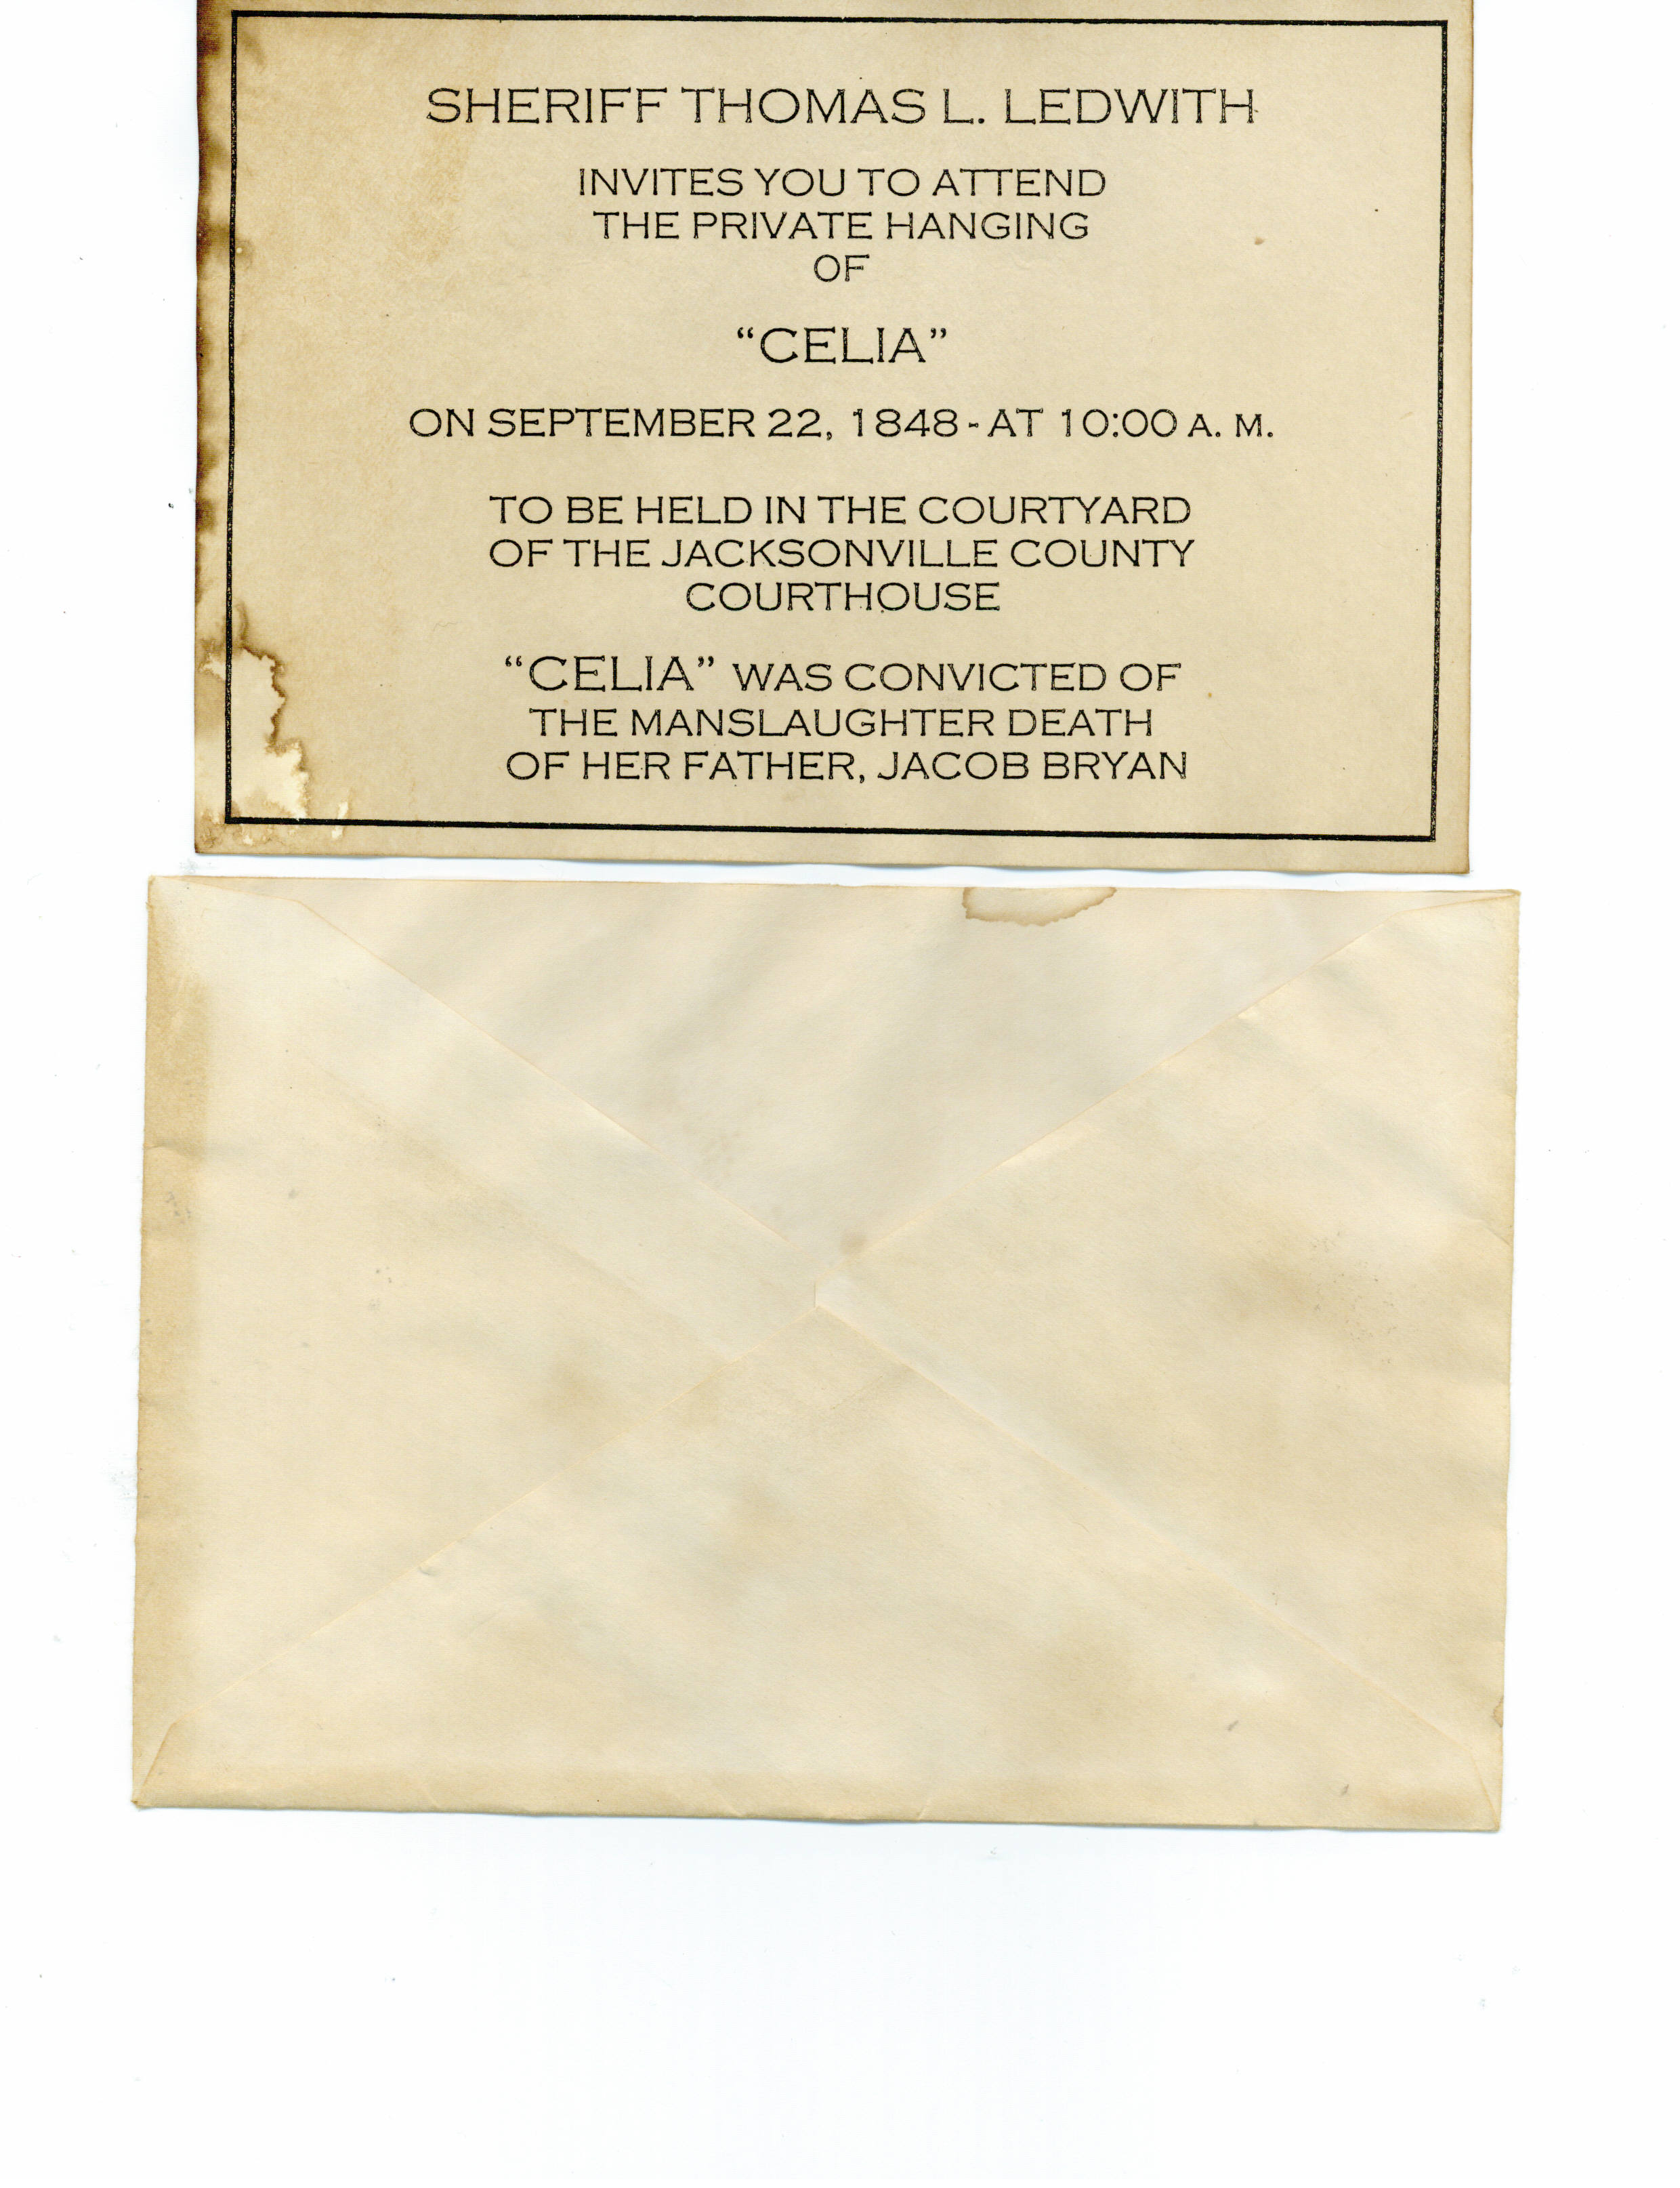 SHERIFF THOMAS L. LEDWITH
INVITES YOU TO ATTEND
THE PRIVATE HANGING
OF
“CELIA”
ON SEPTEMBER 22, 1848 - AT 10:00 A. M.
TO BE HELD IN THE COURTYARD
OF THE JACKSONVILLE COUNTY
COURTHOUSE
“CELIA” WAS CONVICTED OF
THE MANSLAUGHTER DEATH
OF HER FATHER, JACOB BRYAN